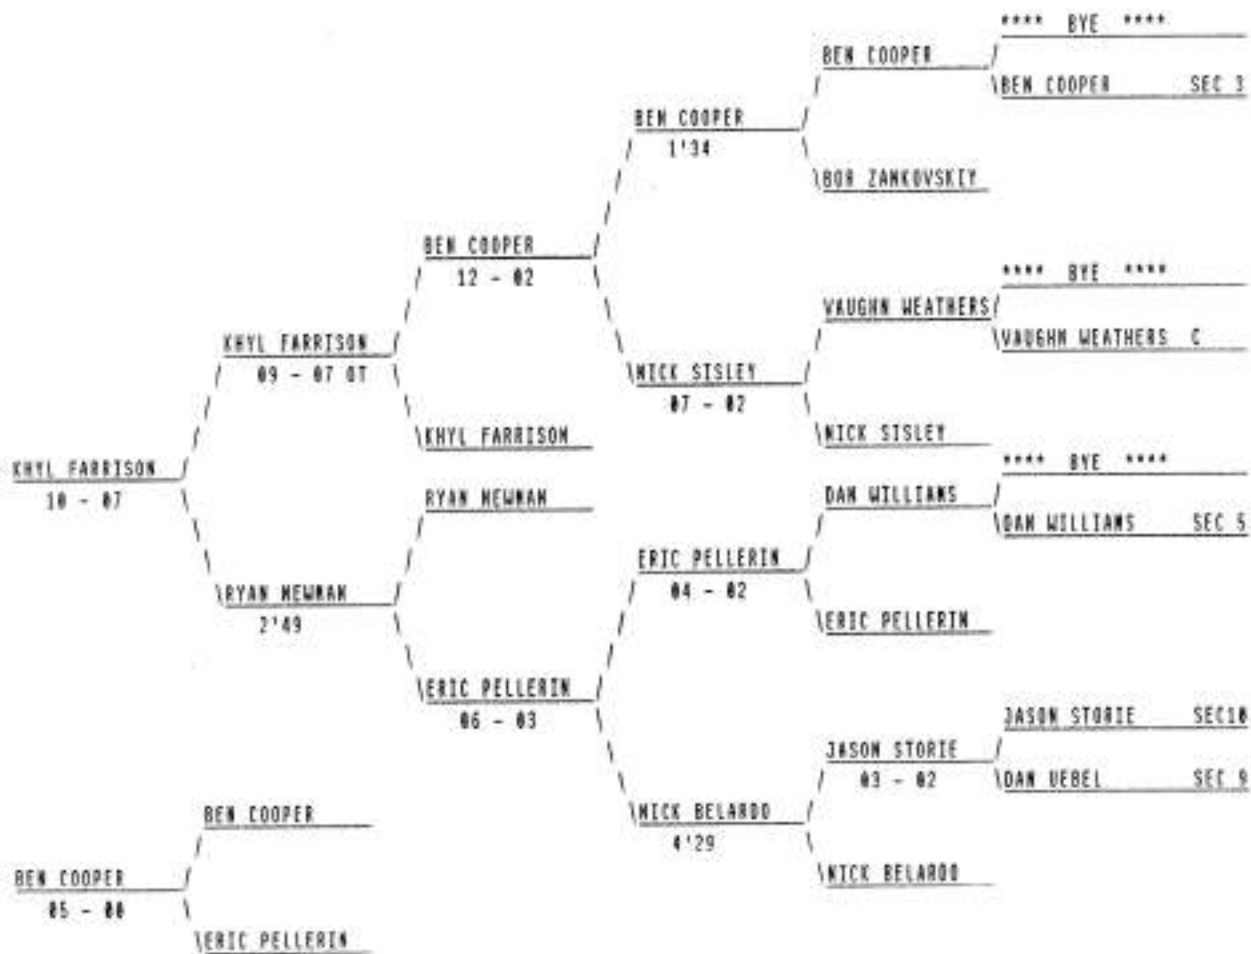 **** BYE ****
BEN COOPER
BEN COOPER SEC 3
BEN COOPER
1'34
BOR ZANKOVSKIY
BEN COOPER
12 - 02
**** BYE ****
VAUGHN WEATHERS
VAUGHN WEATHERS C
KHYL FARRISON
09 - 07 OT
NICK SISLEY
07 - 02
KHYL FARRISON
NICK SISLEY
**** BYE ****
KHYL FARRISON
10 - 07
RYAN NEWMAN
DAN WILLIAMS
DAN WILLIAMS SEC 5
ERIC PELLERIN
04 - 02
RYAN NEWMAN
2'49
ERIC PELLERIN
ERIC PELLERIN
06 - 03
JASON STORIE SEC10
JASON STORIE
03 - 02
DAN UEBEL SEC 9
BEN COOPER
NICK BELARDO
4'29
BEN COOPER
05 - 00
NICK BELARDO
ERIC PELLERIN